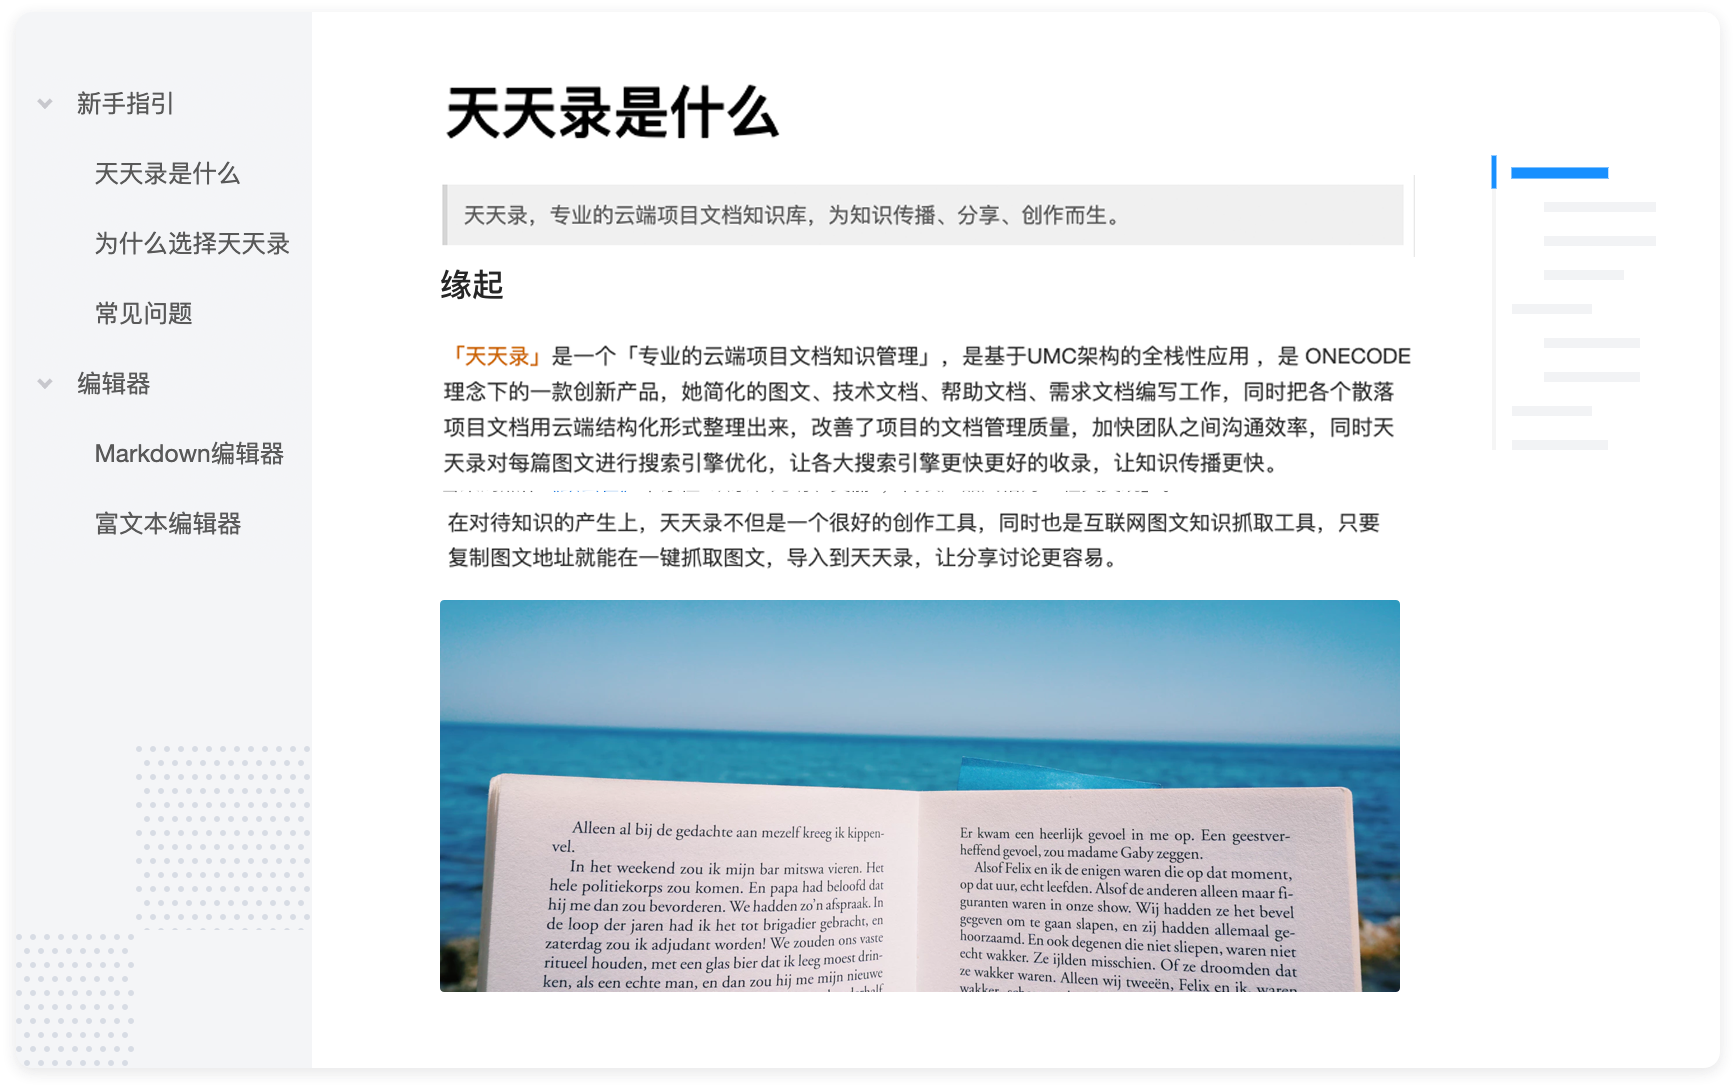 新手指引
天天录是什么
为什么选择天天录
常见问题
编辑器
Markdown编辑器
富文本编辑器
天天录是什么
天天录，专业的云端项目文档知识库，为知识传播、分享、创作而生。
缘起
「天天录」是一个「专业的云端项目文档知识管理」，是基于UMC架构的全栈性应用 ，是 ONECODE
理念下的一款创新产品，她简化的图文、技术文档、帮助文档、需求文档编写工作，同时把各个散落
项目文档用云端结构化形式整理出来，改善了项目的文档管理质量，加快团队之间沟通效率，同时天
天录对每篇图文进行搜索引擎优化，让各大搜索引擎更快更好的收录，让知识传播更快。
在对待知识的产生上，天天录不但是一个很好的创作工具，同时也是互联网图文知识抓取工具，只要
复制图文地址就能在一键抓取图文，导入到天天录，让分享讨论更容易。
Alleen al bij de gedachte aan mezelf kreeg ik kippen-
vel.
In het weekend zou ik mijn bar mitswa vieren. Het
hele politiekorps zou komen. En papa had beloofd dat
hij me dan zou bevorderen. We hadden zo'n afspraak. In
de loop der jaren had ik het tot brigadier gebracht, en
zaterdag zou ik adjudant worden! We zouden ons vaste
ritueel houden, met een glas bier dat ik leeg moest drin-
ken, als een echte man, en dan zou hij me mijn nieuwe
Er kwam een heerlijk gevoel in me op. Een geestver-
heffend gevoel, zou madame Gaby zeggen.
Alsof Felix en ik de enigen waren die op dat moment,
op dat uur, echt leefden. Alsof de anderen alleen maar fi-
guranten waren in onze show. Wij hadden ze het bevel
gegeven om te gaan slapen, en zij hadden allemaal ge-
hoorzaamd. En ook degenen die niet sliepen, waren niet
echt wakker. Ze ijlden misschien. Of ze droomden dat
ze wakker waren. Alleen wij tweeën, Felix en ik, waren